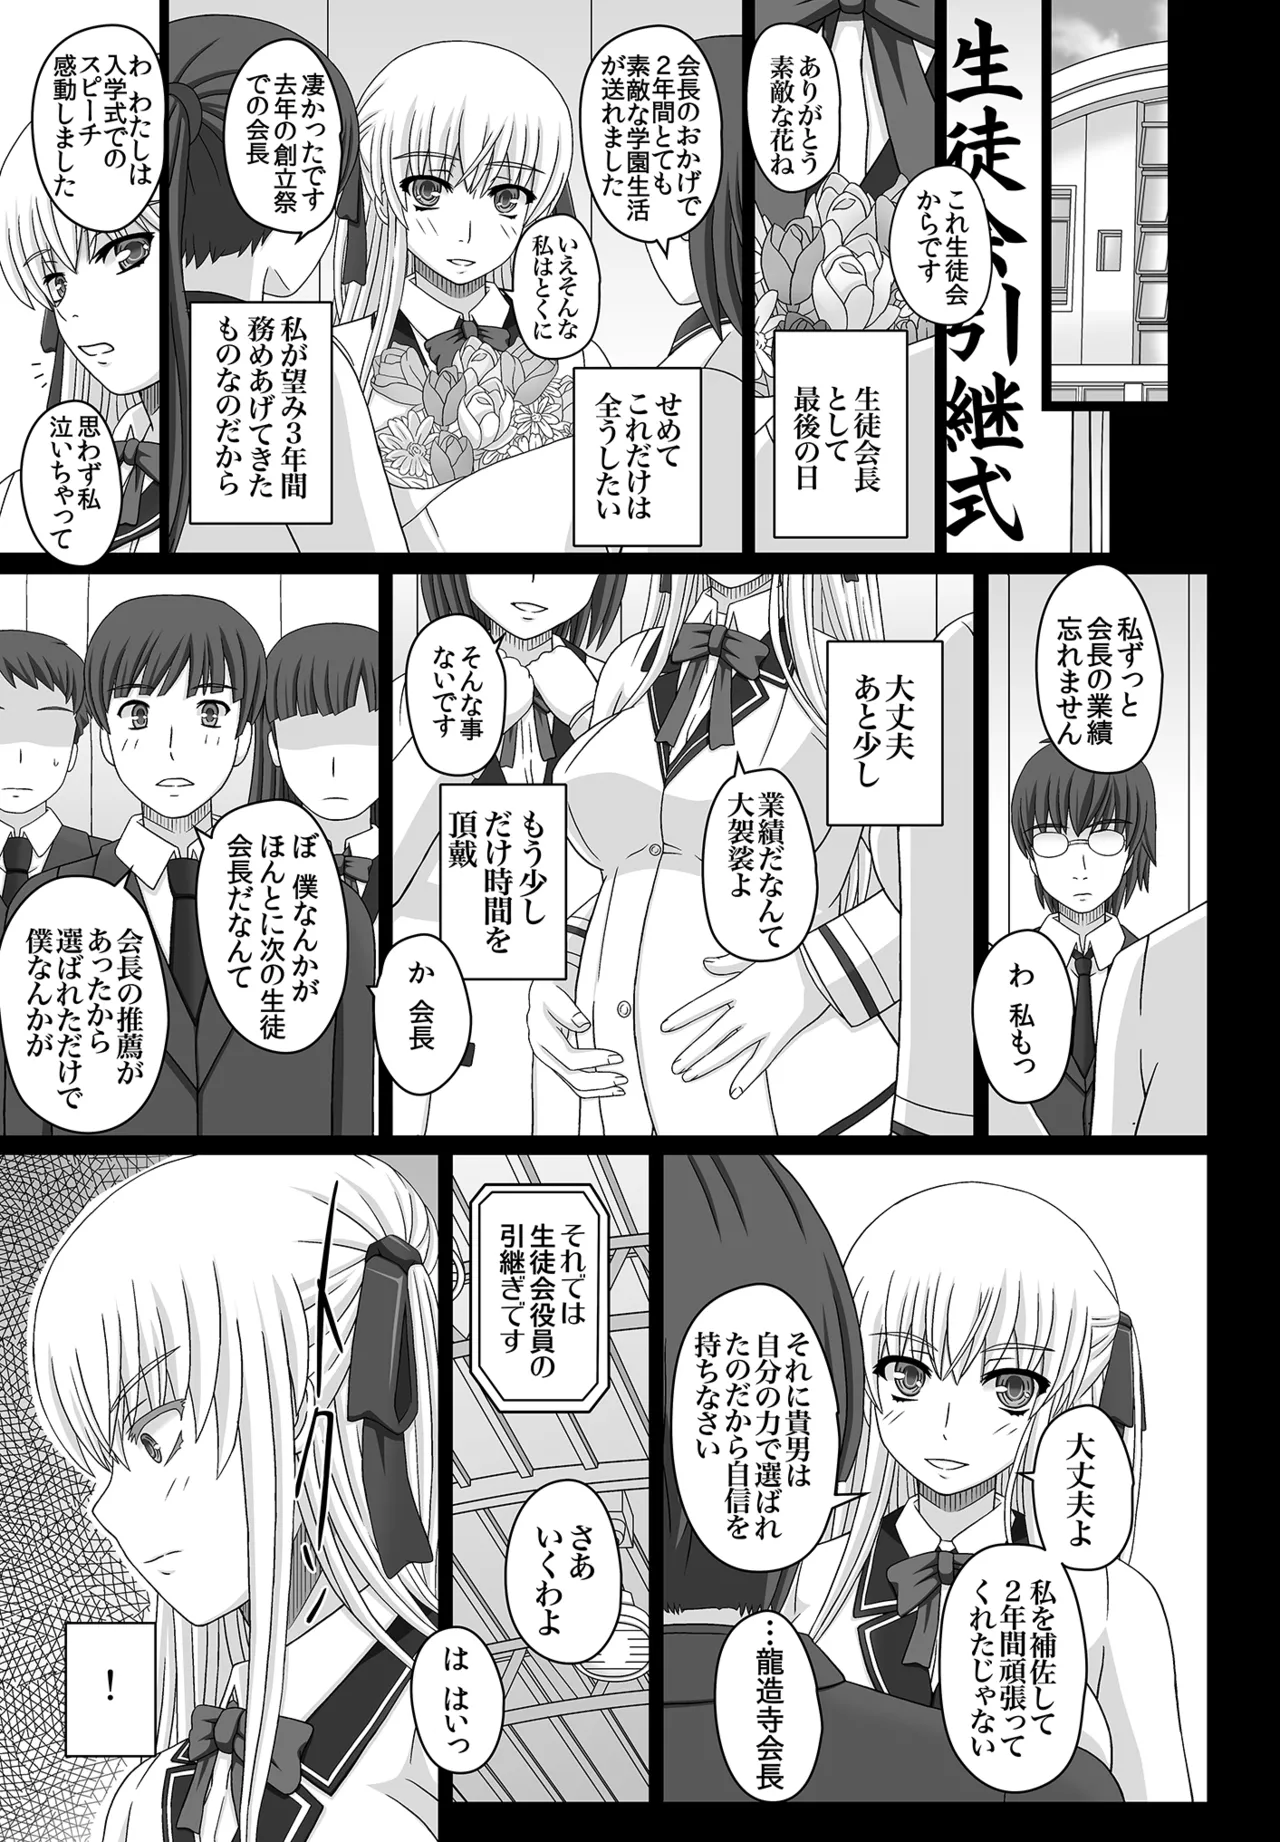 生徒会引継式
これ生徒会
からです
ありがとう
素敵な花ね
生徒会長
として
最後の日
会長のおかげで
2年間とても
素敵な学園生活
が送れました
いえそんな
私はとくに
せめて
これだけは
全うしたい
凄かったです
去年の創立祭
での会長
私が望み3年間
務めあげてきた
ものなのだから
わ わたしは
入学式での
スピーチ
感動しました
思わず私
泣いちゃって
私ずっと
会長の業績
忘れません
わ 私もっ
大丈夫
あと少し
業績だなんて
大袈裟よ
そんな事
ないです
もう少し
だけ時間を
頂戴
か 会長
ぼ 僕なんかが
ほんとに次の生徒
会長だなんて
会長の推薦が
あったから
選ばれただけで
僕なんかが
大丈夫よ
私を補佐して
2年間頑張って
くれたじゃない
それに貴男は
自分の力で選ばれ
たのだから自信を
持ちなさい
…龍造寺会長
それでは
生徒会役員の
引継ぎです
さあ
いくわよ
は はいっ
！